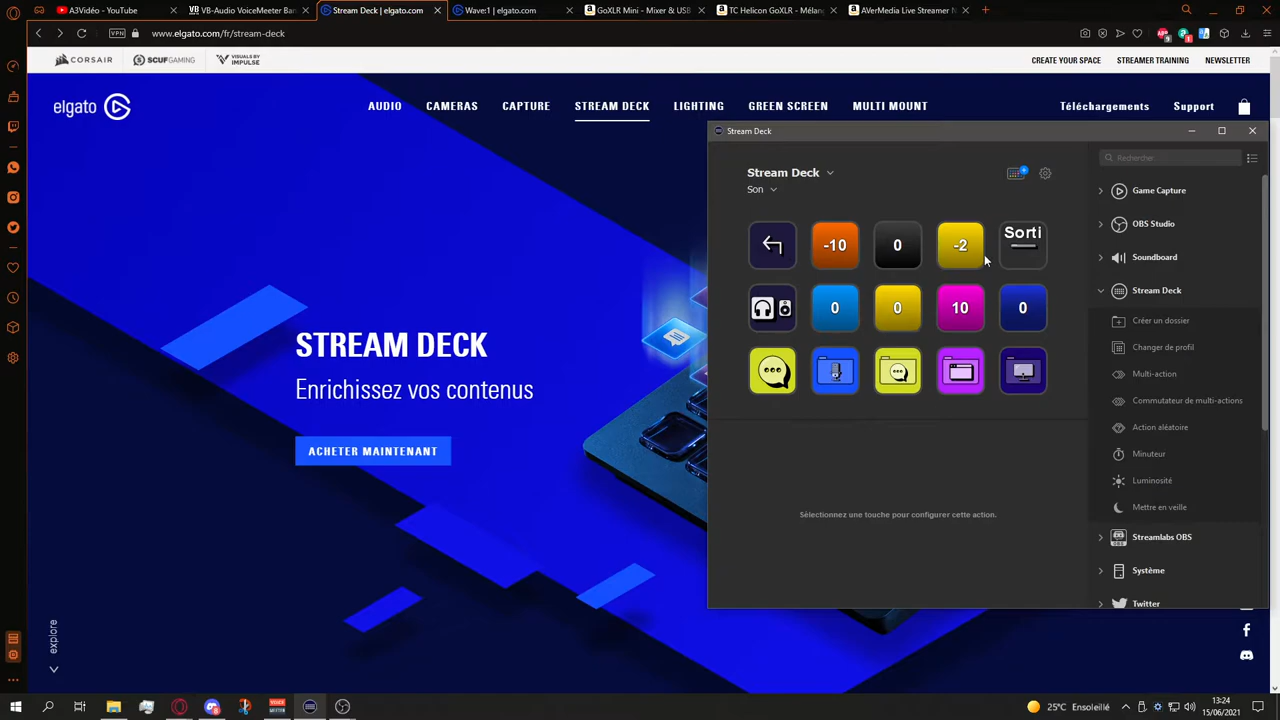 A3Video - YouTube
VB-Audio VoiceMeeter Ban
Stream Deck | elgato.com
Wave:1 | elgato.com
GoXLR Mini - Mixer & USB
TC Helicon GoXLR - Mélan
AVerMedia Live Streamer N
VPN
www.elgato.com/fr/stream-deck
CORSAIR
SCUF GAMING
VISUALS BY IMPULSE
CREATE YOUR SPACE
STREAMER TRAINING
NEWSLETTER
elgato
AUDIO
CAMERAS
CAPTURE
STREAM DECK
LIGHTING
GREEN SCREEN
MULTI MOUNT
Téléchargements
Support
STREAM DECK
Enrichissez vos contenus
ACHETER MAINTENANT
explore
Stream Deck
Stream Deck
Son
-10
0
-2
Sorti
0
0
10
0
Sélectionnez une touche pour configurer cette action.
Rechercher
Game Capture
OBS Studio
Soundboard
Stream Deck
Créer un dossier
Changer de profil
Multi-action
Commutateur de multi-actions
Action aléatoire
Minuteur
Luminosité
Mettre en veille
Streamlabs OBS
Système
Twitter
25°C Ensoleillé
13:24
15/06/2021